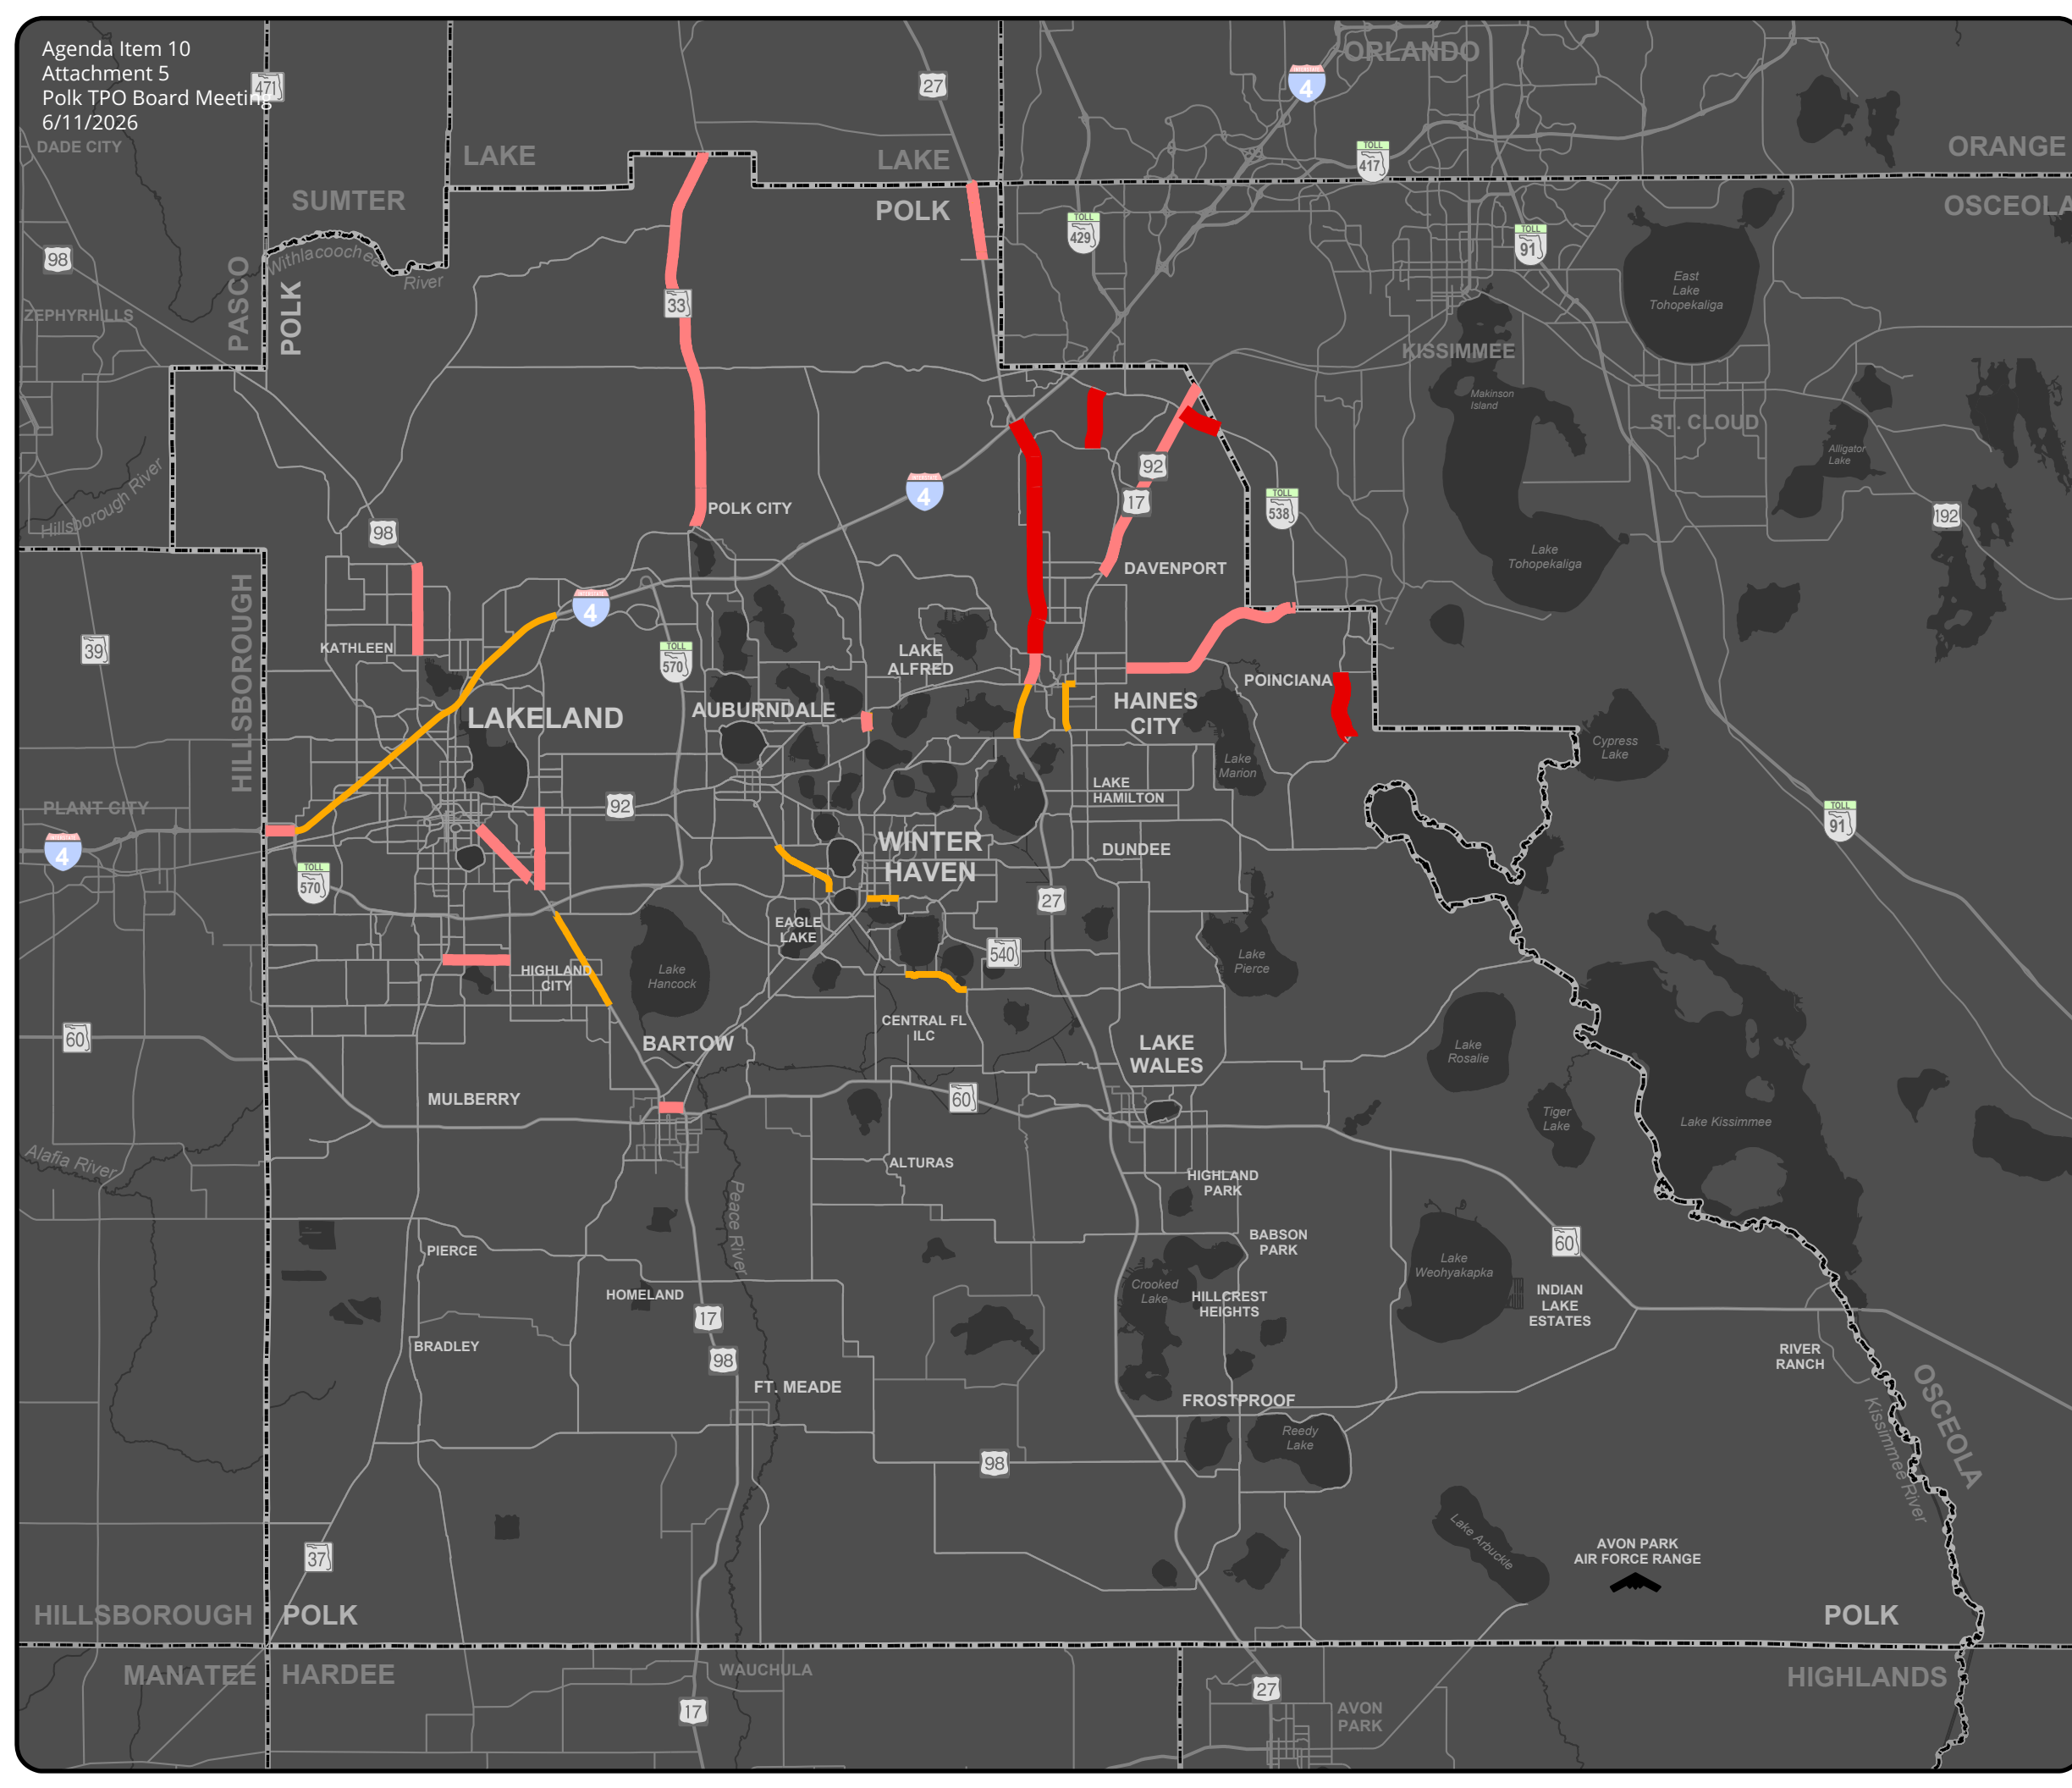 Agenda Item 10
Attachment 5
Polk TPO Board Meeting
6/11/2026
471
27
4
ORLANDO
DADE CITY
LAKE
LAKE
TOLL
417
ORANGE
SUMTER
POLK
OSCEOLA
98
Withlacoochee
River
TOLL
429
TOLL
91
PASCO
POLK
ZEPHYRHILLS
33
East
Lake
Tohopekaliga
KISSIMMEE
Makinson
Island
ST. CLOUD
Alligator
Lake
Hillsborough River
92
17
4
POLK CITY
TOLL
538
192
98
Lake
Tohopekaliga
DAVENPORT
4
HILLSBOROUGH
39
KATHLEEN
TOLL
570
LAKE
ALFRED
POINCIANA
LAKELAND
AUBURNDALE
HAINES
CITY
Cypress
Lake
Lake
Marion
PLANT CITY
92
LAKE
HAMILTON
TOLL
91
4
WINTER
HAVEN
DUNDEE
TOLL
570
27
EAGLE
LAKE
540
HIGHLAND
CITY
Lake
Hancock
Lake
Pierce
60
CENTRAL FL
ILC
BARTOW
LAKE
WALES
Lake
Rosalie
MULBERRY
60
Tiger
Lake
Lake Kissimmee
Alafia River
ALTURAS
HIGHLAND
PARK
Peace River
PIERCE
BABSON
PARK
60
Lake
Weohyakapka
HOMELAND
Crooked
Lake
HILLCREST
HEIGHTS
INDIAN
LAKE
ESTATES
17
BRADLEY
98
RIVER
RANCH
FT. MEADE
FROSTPROOF
OSCEOLA
Kissimmee River
Reedy
Lake
98
Lake Arbuckle
37
AVON PARK
AIR FORCE RANGE
HILLSBOROUGH
POLK
POLK
MANATEE
HARDEE
WAUCHULA
HIGHLANDS
17
27
AVON
PARK